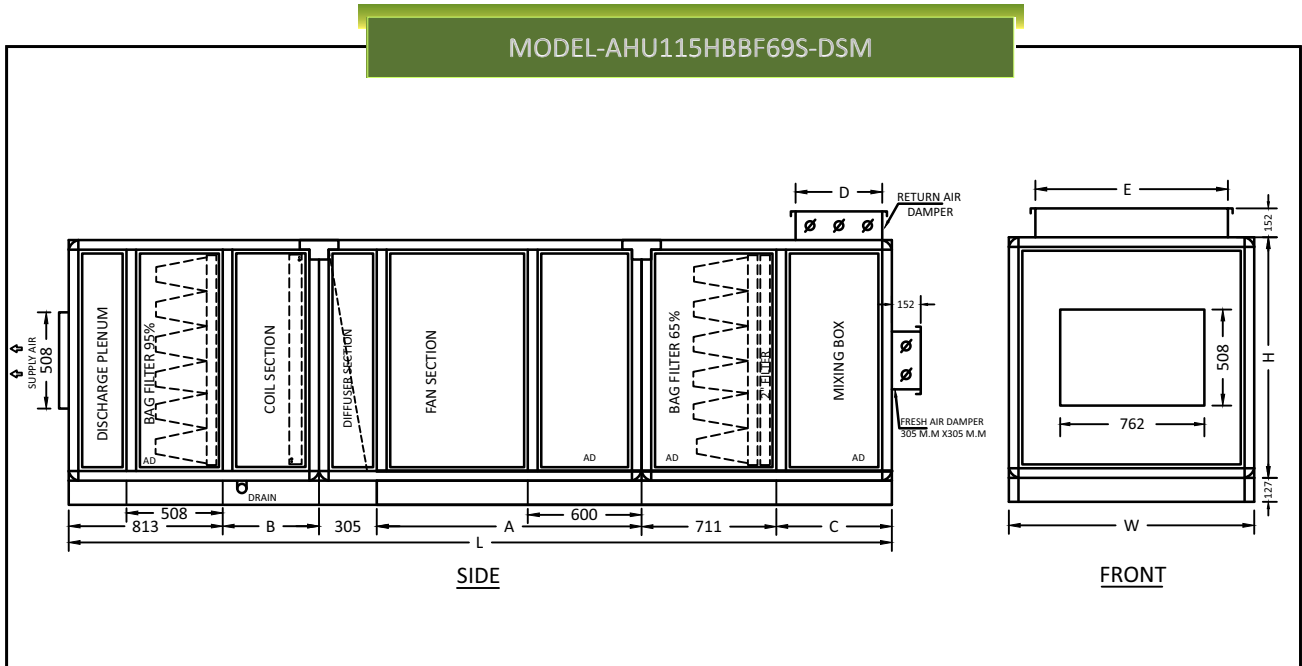 MODEL-AHU115HBBF69S-DSM
D
RETURN AIR
DAMPER
E
152
SUPPLY AIR
508
DISCHARGE PLENUM
BAG FILTER 95%
AD
COIL SECTION
DIFFUSER SECTION
FAN SECTION
AD
BAG FILTER 65%
AD
2" FILTER
MIXING BOX
AD
152
FRESH AIR DAMPER
305 M.M X305 M.M
508
762
H
127
DRAIN
508
600
813
B
305
A
711
C
L
W
SIDE
FRONT